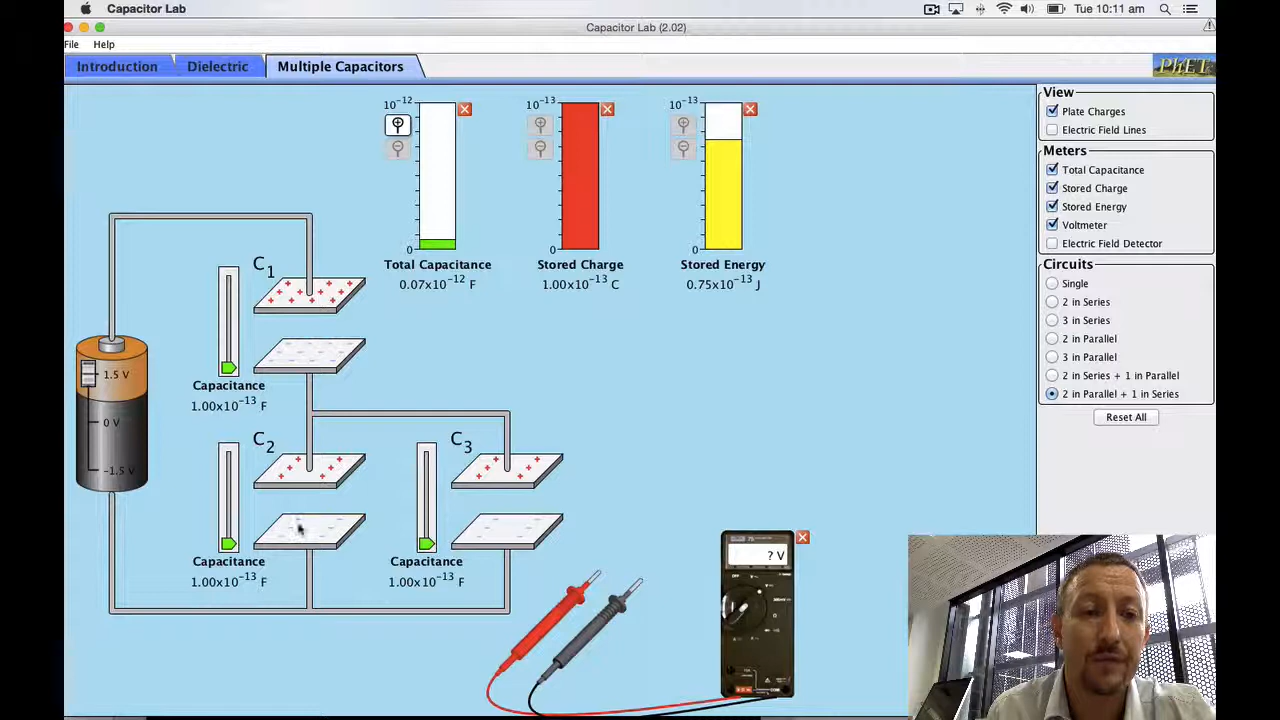 Capacitor Lab
Tue 10:11 am
Capacitor Lab (2.02)
File Help
Introduction Dielectric Multiple Capacitors
PhET
10-12 10-13 10-13
0 0 0
Total Capacitance Stored Charge Stored Energy
0.07x10-12 F 1.00x10-13 C 0.75x10-13 J
C1
Capacitance
1.00x10-13 F
1.5 V
0 V
-1.5 V
C2
Capacitance
1.00x10-13 F
C3
Capacitance
1.00x10-13 F
? V
View
Plate Charges
Electric Field Lines
Meters
Total Capacitance
Stored Charge
Stored Energy
Voltmeter
Electric Field Detector
Circuits
Single
2 in Series
3 in Series
2 in Parallel
3 in Parallel
2 in Series + 1 in Parallel
2 in Parallel + 1 in Series
Reset All